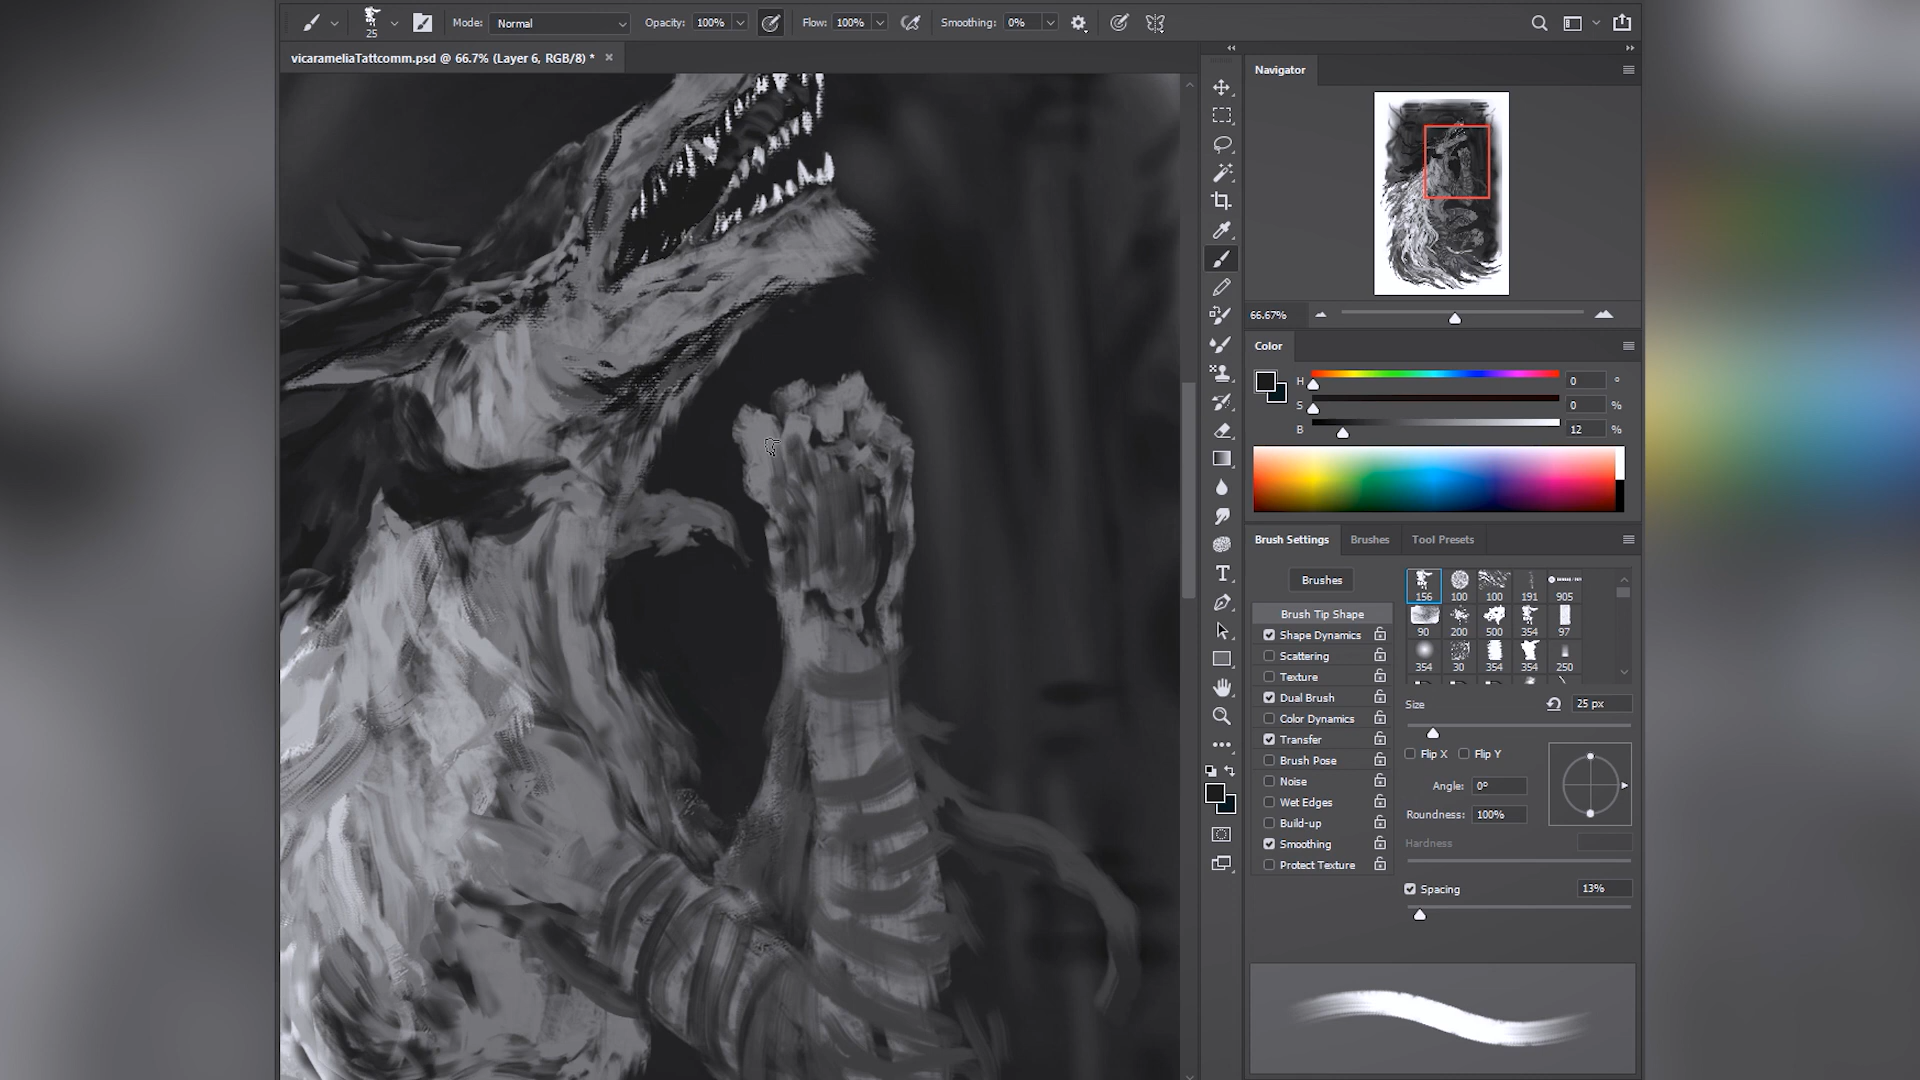 Mode: Normal Opacity: 100% Flow: 100% Smoothing: 0%
25
vicarameliaTattcomm.psd @ 66.7% (Layer 6, RGB/8) *
Navigator
66.67%
Color
H 0 °
S 0 %
B 12 %
Brush Settings Brushes Tool Presets
Brushes
156 100 100 191 905
90 200 500 354 97
354 30 354 354 250
Brush Tip Shape
Shape Dynamics
Scattering
Texture
Dual Brush
Color Dynamics
Transfer
Brush Pose
Noise
Wet Edges
Build-up
Smoothing
Protect Texture
Size 25 px
Flip X Flip Y
Angle: 0°
Roundness: 100%
Hardness
Spacing 13%